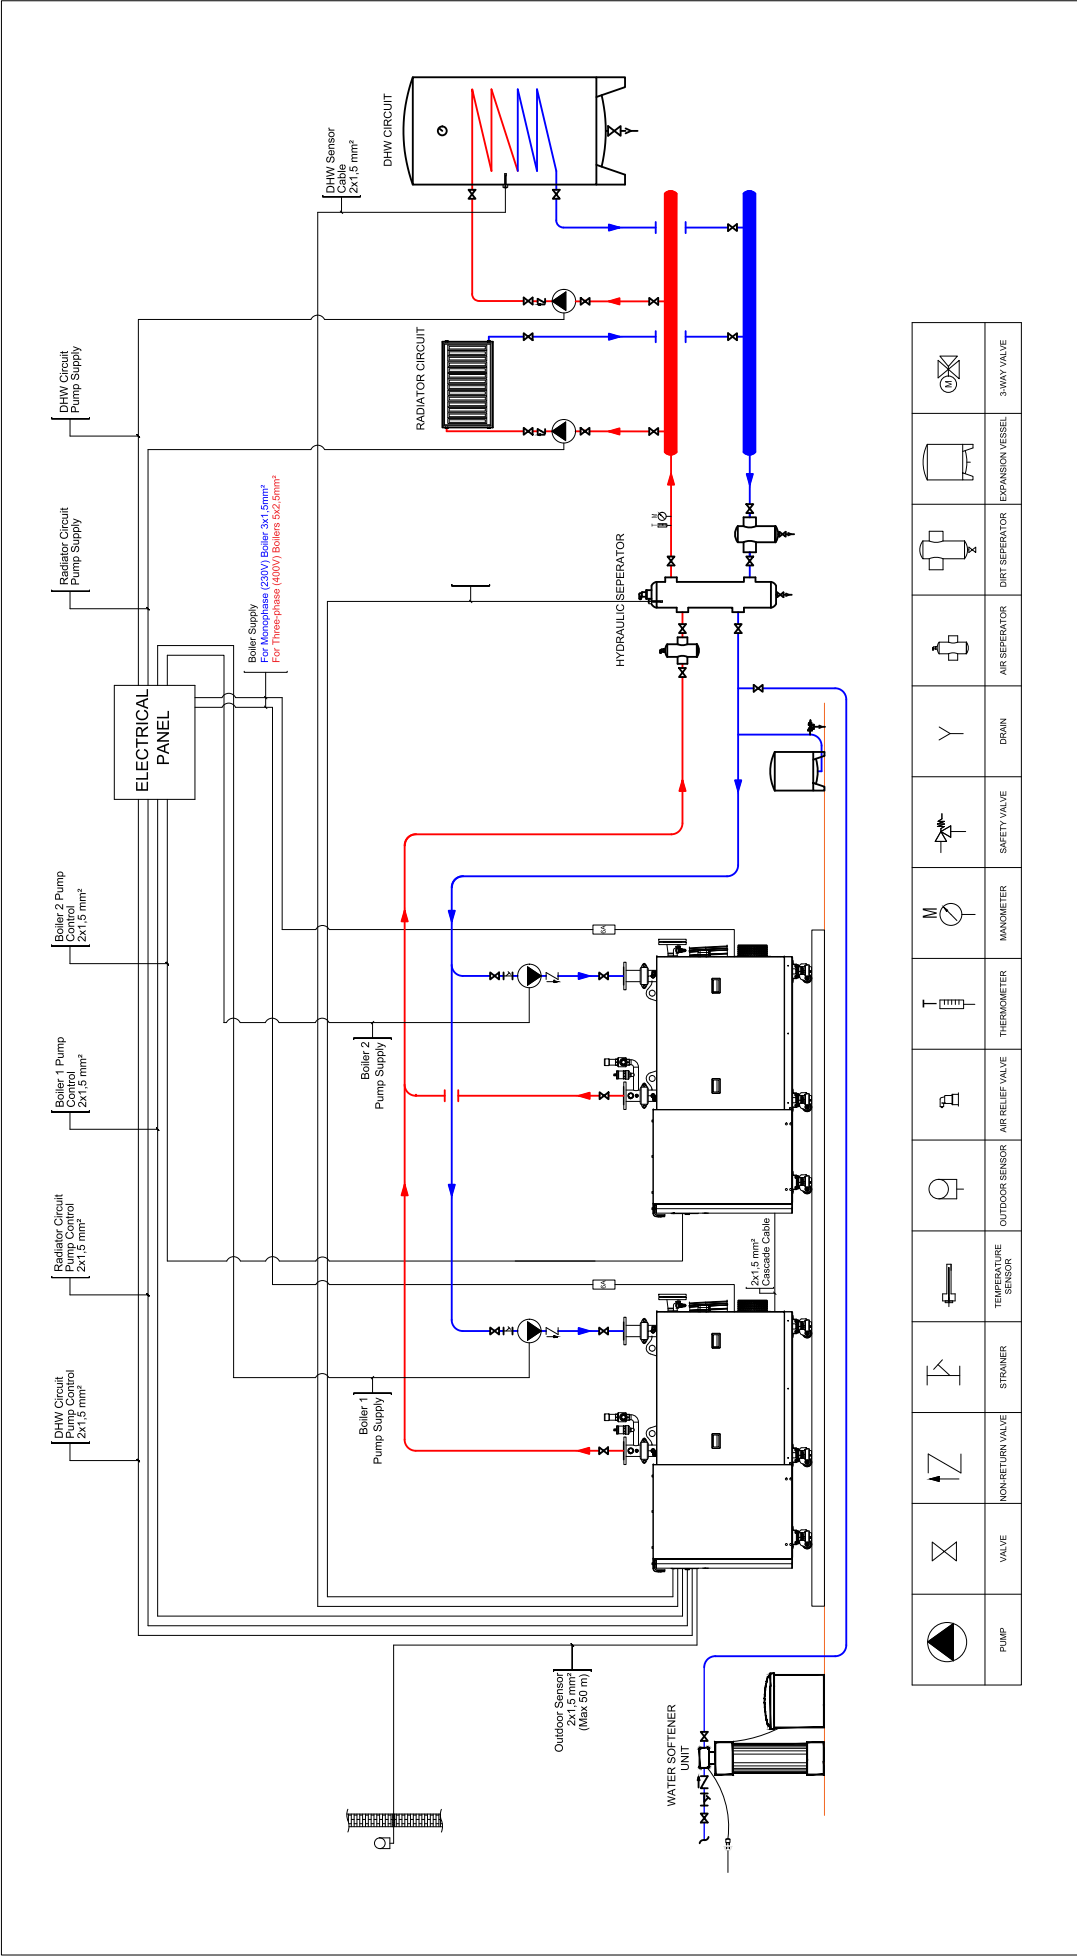 DHW Circuit
Pump Control
2x1,5 mm²
Radiator Circuit
Pump Control
2x1,5 mm²
Boiler 1 Pump
Control
2x1,5 mm²
Boiler 2 Pump
Control
2x1,5 mm²
Radiator Circuit
Pump Supply
DHW Circuit
Pump Supply
ELECTRICAL
PANEL
Boiler Supply
For Monophase (230V) Boiler 3x1,5mm²
For Three-phase (400V) Boilers 5x2,5mm²
DHW Sensor
Cable
2x1,5 mm²
DHW CIRCUIT
RADIATOR CIRCUIT
Boiler 1
Pump Supply
Boiler 2
Pump Supply
Outdoor Sensor
2x1,5 mm²
(Max 50 m)
6A
6A
HYDRAULIC SEPERATOR
T
M
WATER SOFTENER
UNIT
2x1,5 mm²
Cascade Cable
T
M
M
PUMP
VALVE
NON-RETURN VALVE
STRAINER
TEMPERATURE
SENSOR
OUTDOOR SENSOR
AIR RELIEF VALVE
THERMOMETER
MANOMETER
SAFETY VALVE
DRAIN
AIR SEPERATOR
DIRT SEPERATOR
EXPANSION VESSEL
3-WAY VALVE